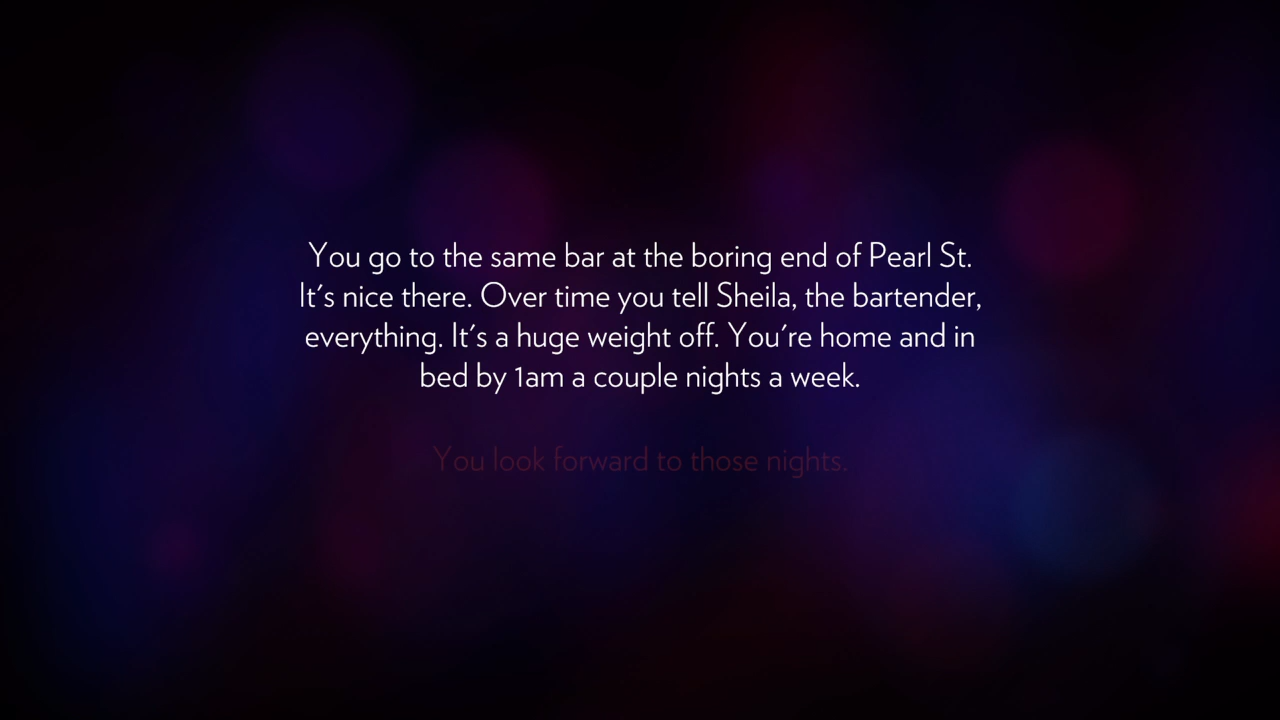 You go to the same bar at the boring end of Pearl St.
It's nice there. Over time you tell Sheila, the bartender,
everything. It's a huge weight off. You're home and in
bed by 1am a couple nights a week.
You look forward to those nights.